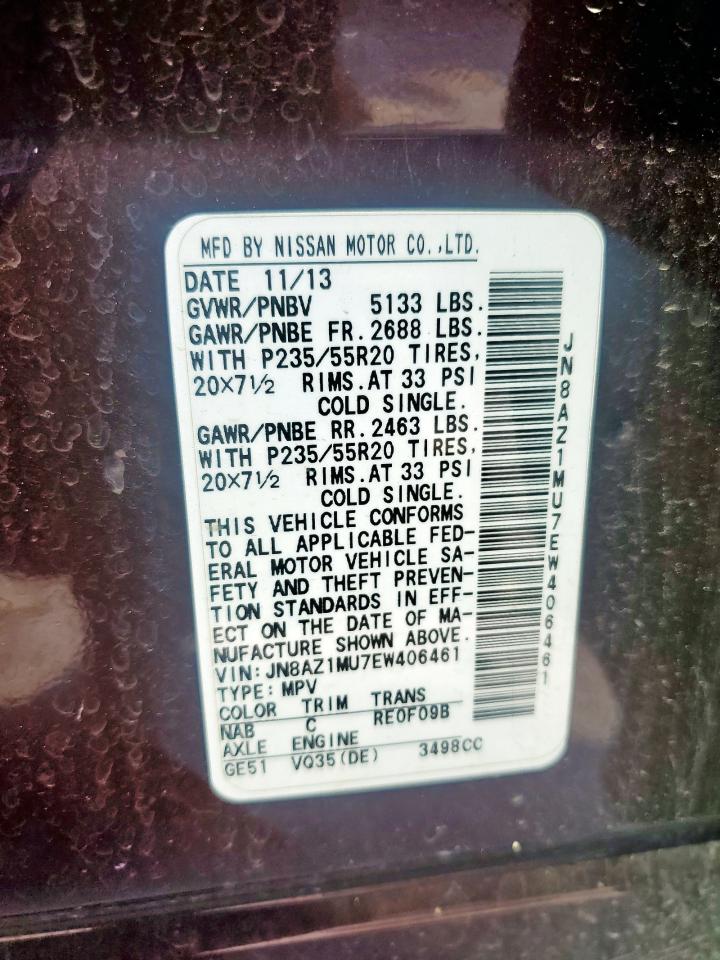 MFD BY NISSAN MOTOR CO.,LTD.
DATE 11/13
GVWR/PNBV 5133 LBS.
GAWR/PNBE FR. 2688 LBS.
WITH P235/55R20 TIRES,
20×7½ RIMS. AT 33 PSI
COLD SINGLE.
GAWR/PNBE RR. 2463 LBS.
WITH P235/55R20 TIRES,
20×7½ RIMS. AT 33 PSI
COLD SINGLE.
THIS VEHICLE CONFORMS
TO ALL APPLICABLE FED-
ERAL MOTOR VEHICLE SA-
FETY AND THEFT PREVEN-
TION STANDARDS IN EFF-
ECT ON THE DATE OF MA-
NUFACTURE SHOWN ABOVE.
VIN: JN8AZ1MU7EW406461
TYPE: MPV
COLOR TRIM TRANS
NAB C RE0F09B
AXLE ENGINE
GE51 VQ35(DE) 3498CC
JN8AZ1MU7EW406461